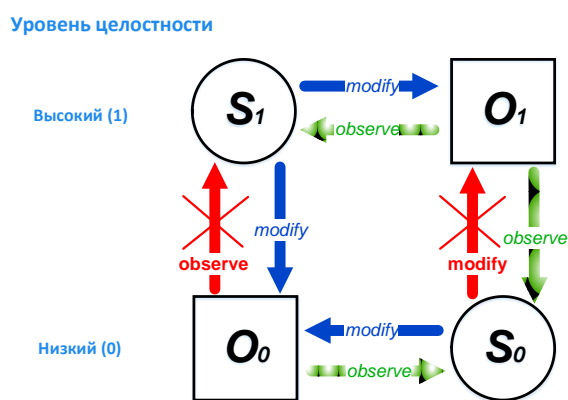 Уровень целостности
Высокий (1)
S1
modify
observe
O1
observe
modify
modify
observe
Низкий (0)
O0
modify
observe
S0